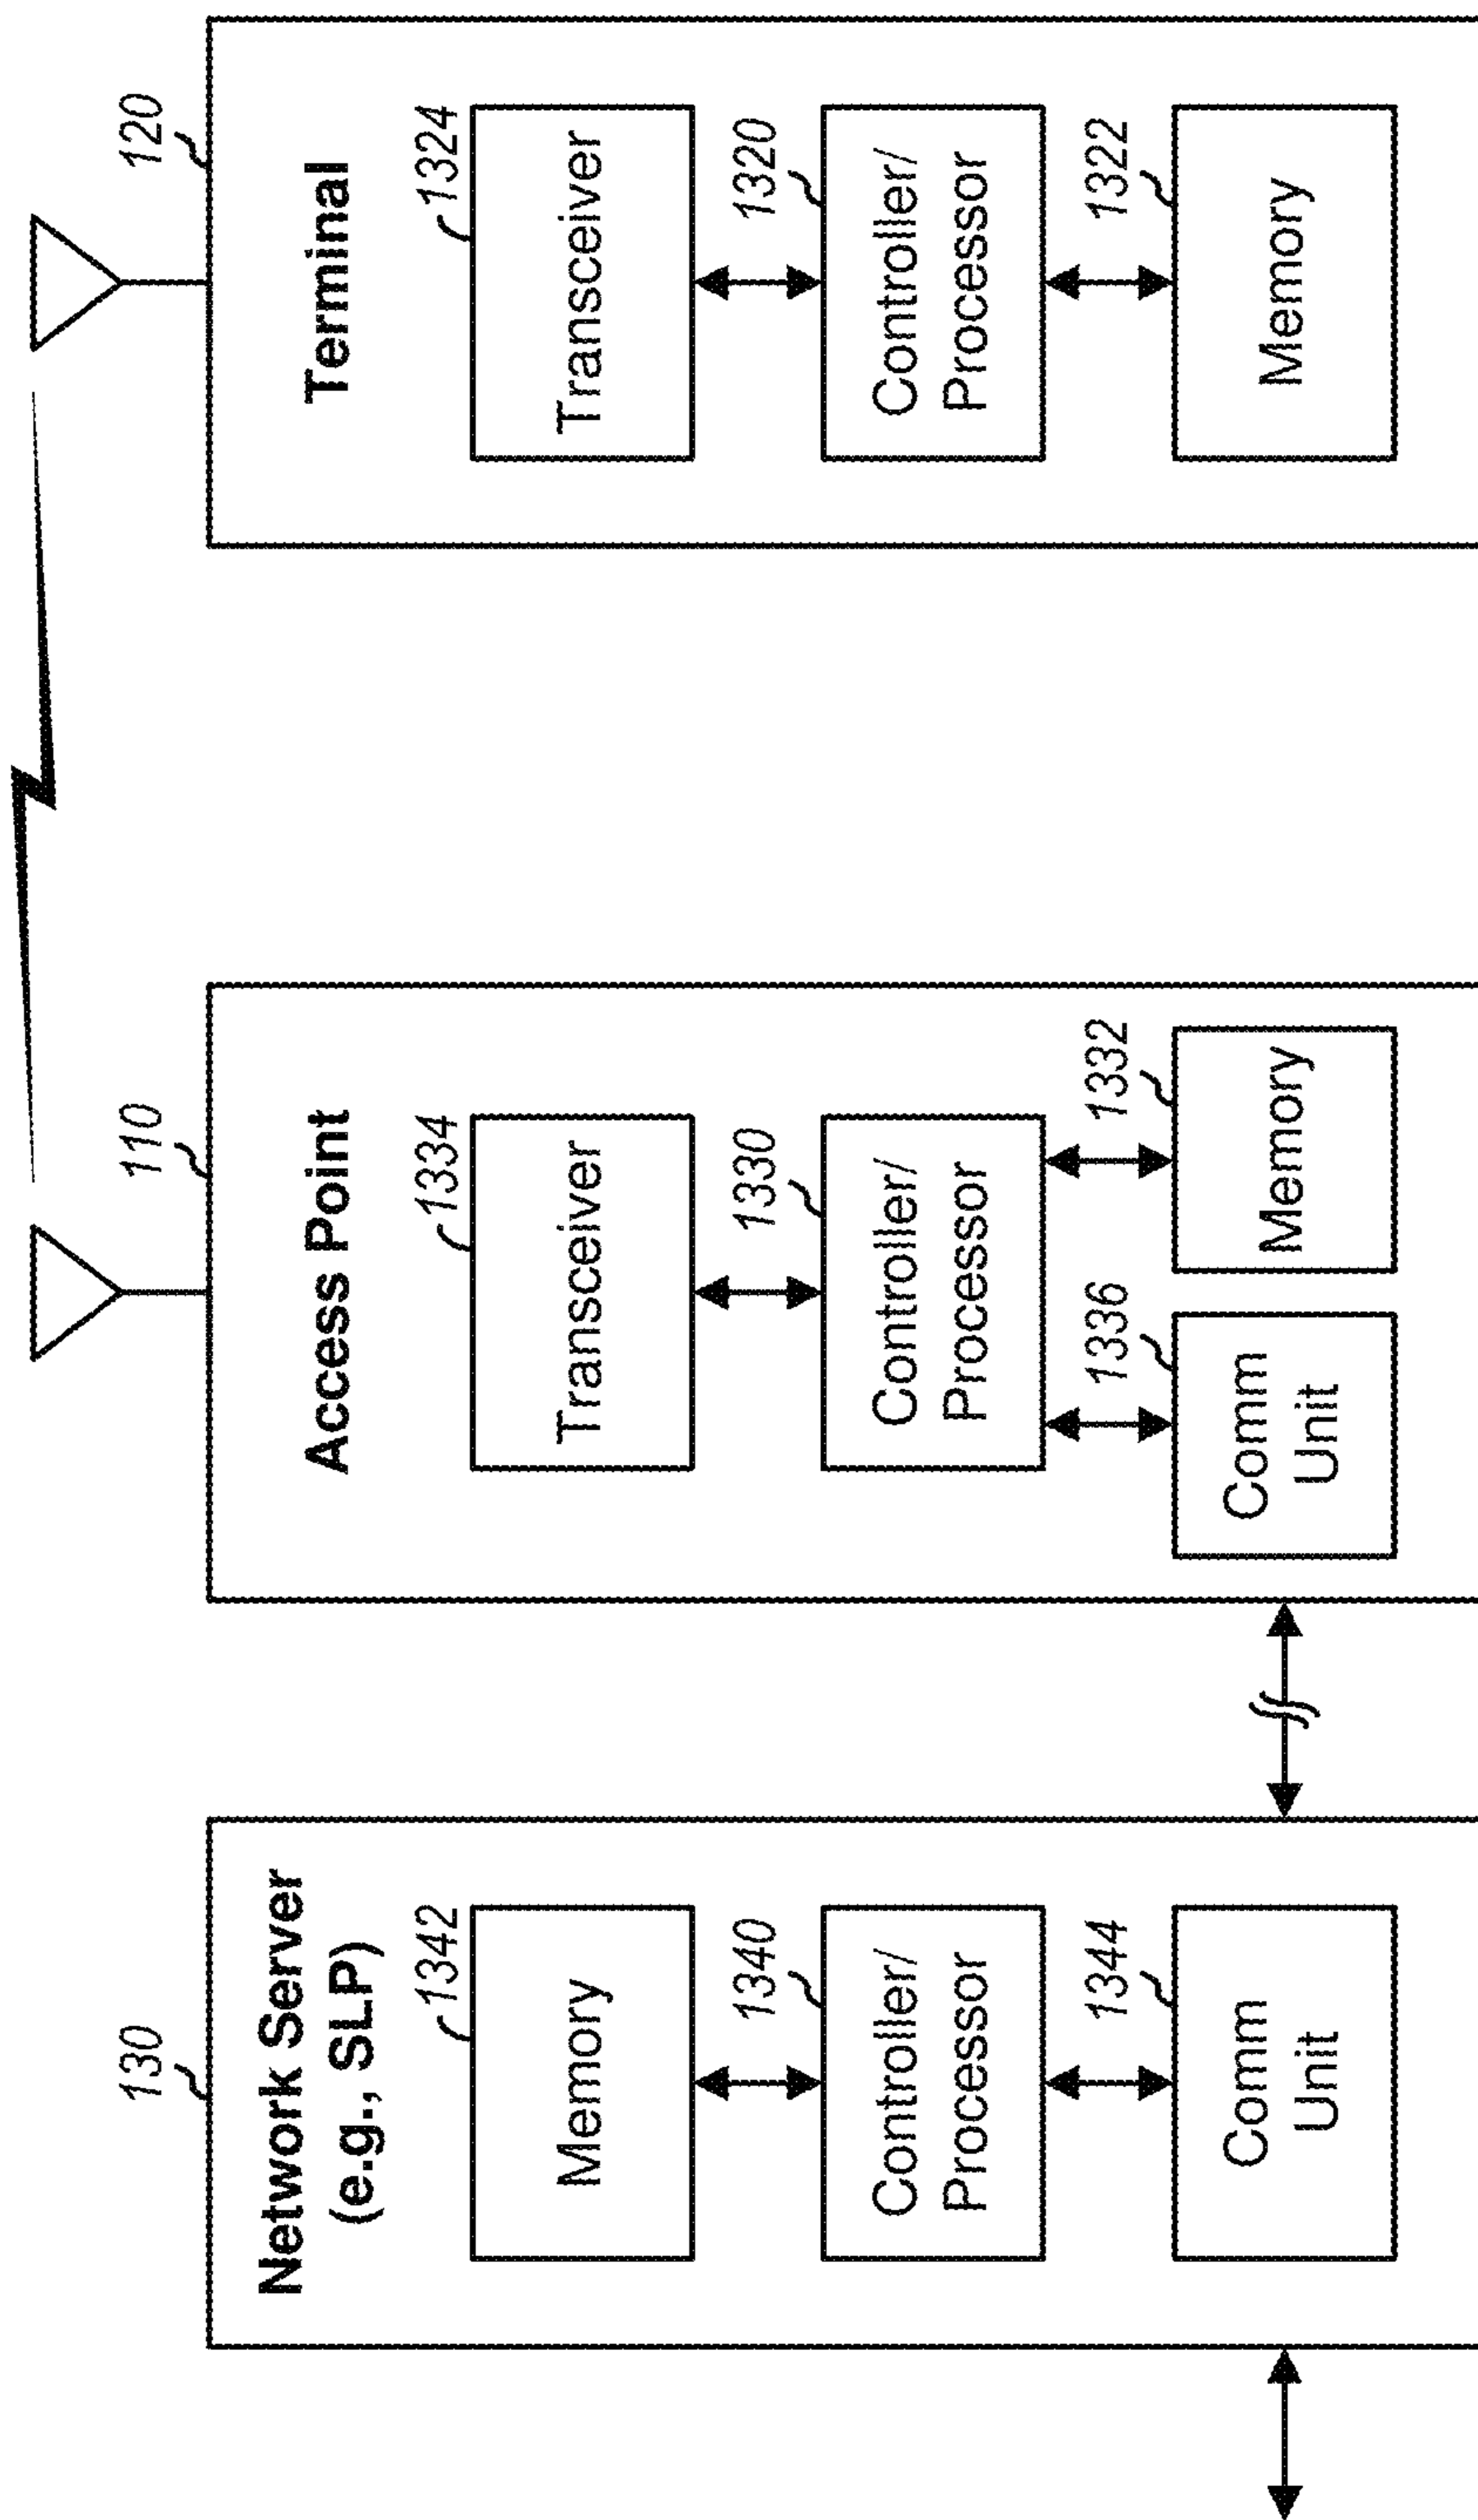 130
Network Server
(e.g., SLP)
1342
Memory
1340
Controller/
Processor
1344
Comm
Unit
110
Access Point
1334
Transceiver
1330
Controller/
Processor
1336
Comm
Unit
1332
Memory
120
Terminal
1324
Transceiver
1320
Controller/
Processor
1322
Memory